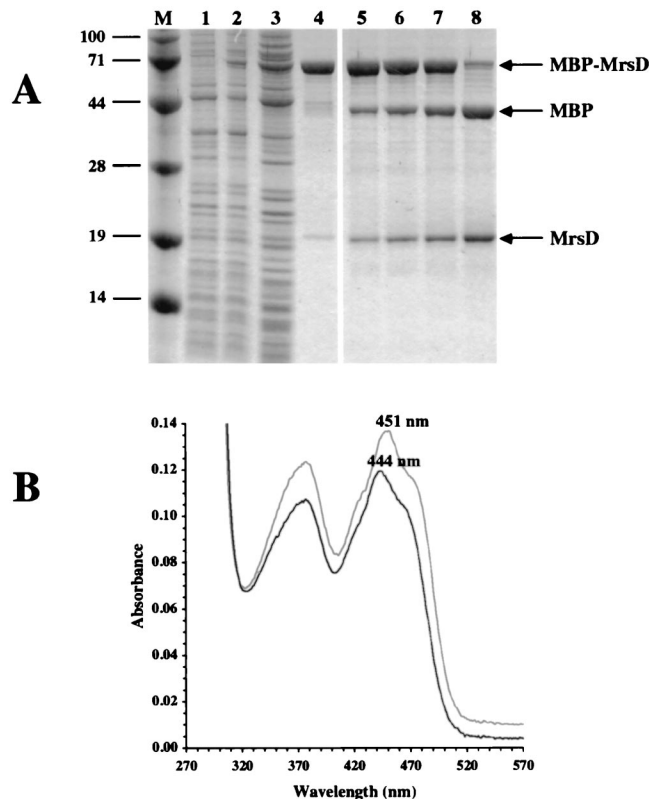 M 1 2 3 4 5 6 7 8
100
71
44
28
19
14
A
MBP-MrsD
MBP
MrsD
B
451 nm
444 nm
0.14
0.12
0.10
0.08
0.06
0.04
0.02
0.00
Absorbance
270 320 370 420 470 520 570
Wavelength (nm)